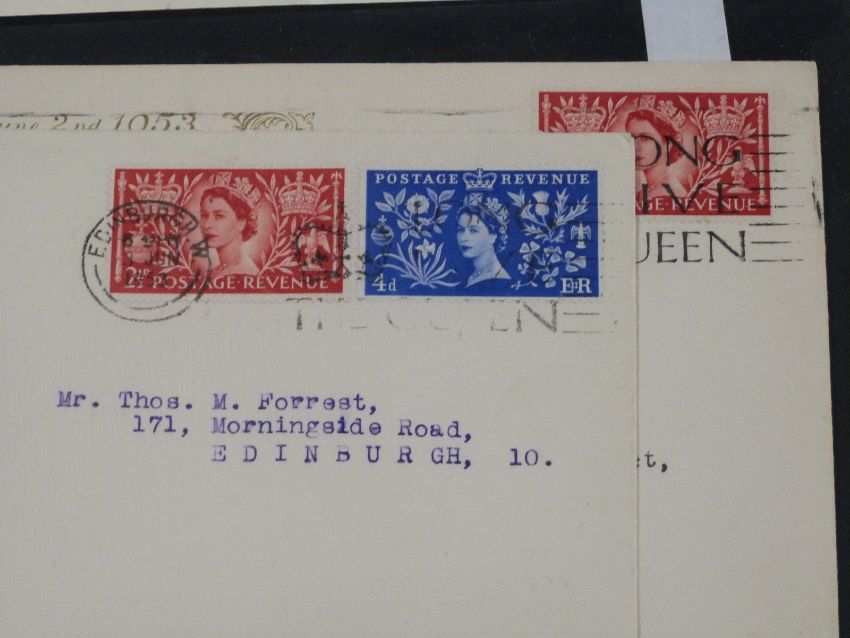 June 2nd 1953
LONG
LIVE
QUEEN
POSTAGE REVENUE
POSTAGE REVENUE
4d
E R
EDINBURGH
JUN
2½D POSTAGE·REVENUE
THE QUEEN
Mr. Thos. M. Forrest,
171, Morningside Road,
EDINBURGH, 10.
et,